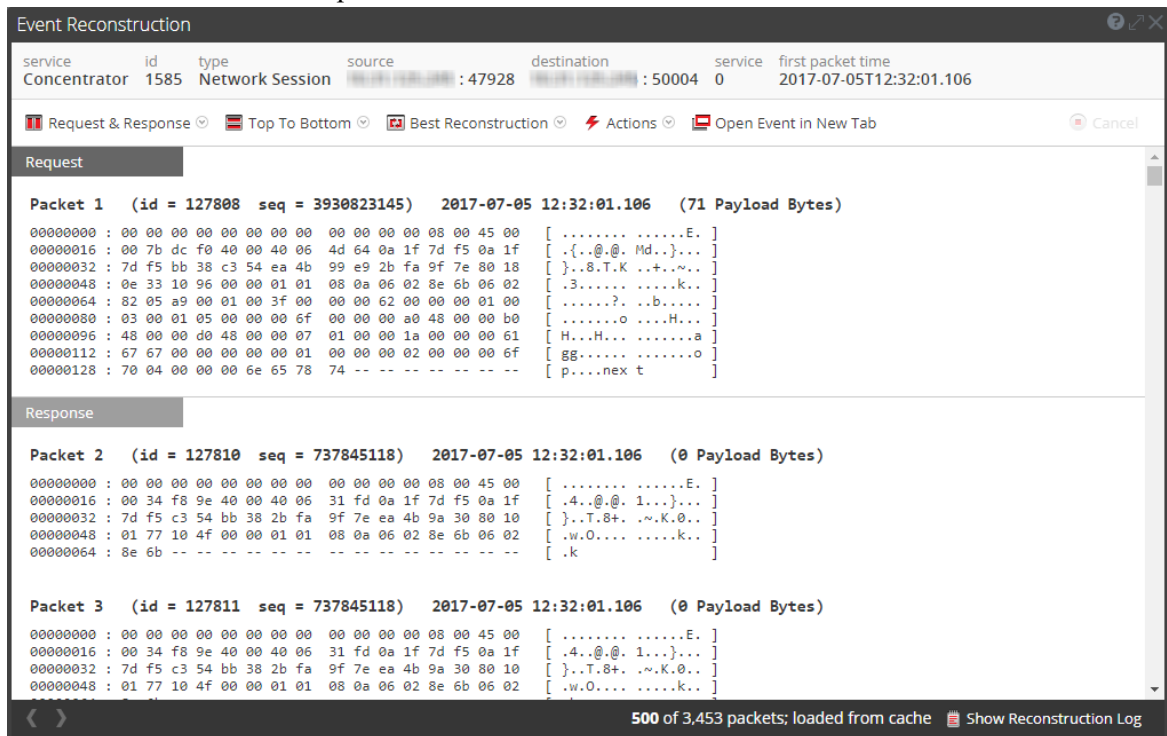 Event Reconstruction
service id type source destination service first packet time
Concentrator 1585 Network Session : 47928 : 50004 0 2017-07-05T12:32:01.106
Request & Response Top To Bottom Best Reconstruction Actions Open Event in New Tab Cancel
Request
Packet 1 (id = 127808 seq = 3930823145) 2017-07-05 12:32:01.106 (71 Payload Bytes)
00000000 : 00 00 00 00 00 00 00 00 00 00 00 00 08 00 45 00 [ ........ ......E. ]
00000016 : 00 7b dc f0 40 00 40 06 4d 64 0a 1f 7d f5 0a 1f [ .{..@.@. Md..}... ]
00000032 : 7d f5 bb 38 c3 54 ea 4b 99 e9 2b fa 9f 7e 80 18 [ }..8.T.K ..+..~.. ]
00000048 : 0e 33 10 96 00 00 01 01 08 0a 06 02 8e 6b 06 02 [ .3...... .....k.. ]
00000064 : 82 05 a9 00 01 00 3f 00 00 00 62 00 00 00 01 00 [ ......?. ..b..... ]
00000080 : 03 00 01 05 00 00 00 6f 00 00 00 a0 48 00 00 b0 [ .......o ....H... ]
00000096 : 48 00 00 d0 48 00 00 07 01 00 00 1a 00 00 00 61 [ H...H... .......a ]
00000112 : 67 67 00 00 00 00 00 01 00 00 00 02 00 00 00 6f [ gg...... .......o ]
00000128 : 70 04 00 00 00 6e 65 78 74 -- -- -- -- -- -- -- [ p....nex t ]
Response
Packet 2 (id = 127810 seq = 737845118) 2017-07-05 12:32:01.106 (0 Payload Bytes)
00000000 : 00 00 00 00 00 00 00 00 00 00 00 00 08 00 45 00 [ ........ ......E. ]
00000016 : 00 34 f8 9e 40 00 40 06 31 fd 0a 1f 7d f5 0a 1f [ .4..@.@. 1...}... ]
00000032 : 7d f5 c3 54 bb 38 2b fa 9f 7e ea 4b 9a 30 80 10 [ }..T.8+. .~.K.0.. ]
00000048 : 01 77 10 4f 00 00 01 01 08 0a 06 02 8e 6b 06 02 [ .w.O.... .....k.. ]
00000064 : 8e 6b -- -- -- -- -- -- -- -- -- -- -- -- -- -- [ .k ]
Packet 3 (id = 127811 seq = 737845118) 2017-07-05 12:32:01.106 (0 Payload Bytes)
00000000 : 00 00 00 00 00 00 00 00 00 00 00 00 08 00 45 00 [ ........ ......E. ]
00000016 : 00 34 f8 9e 40 00 40 06 31 fd 0a 1f 7d f5 0a 1f [ .4..@.@. 1...}... ]
00000032 : 7d f5 c3 54 bb 38 2b fa 9f 7e ea 4b 9a 30 80 10 [ }..T.8+. .~.K.0.. ]
00000048 : 01 77 10 4f 00 00 01 01 08 0a 06 02 8e 6b 06 02 [ .w.O.... .....k.. ]
500 of 3,453 packets; loaded from cache Show Reconstruction Log